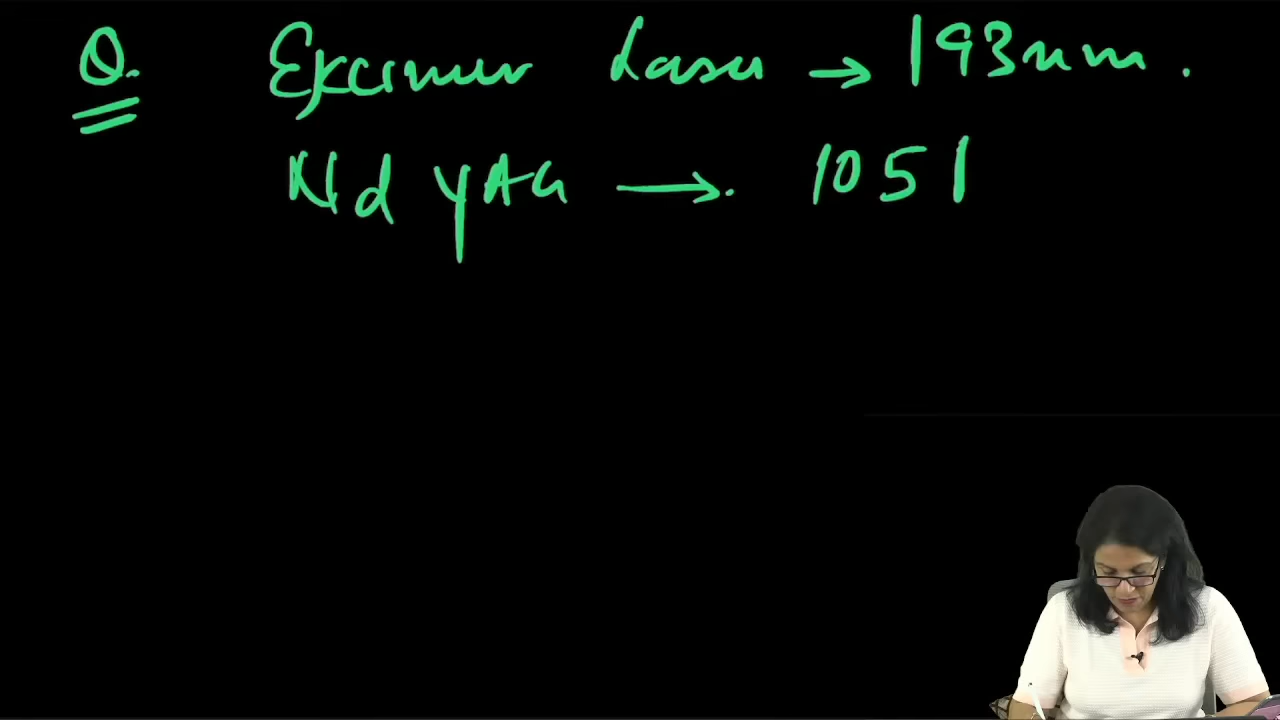 Q. Excimer Laser → 193nm.
Nd YAG → 1051